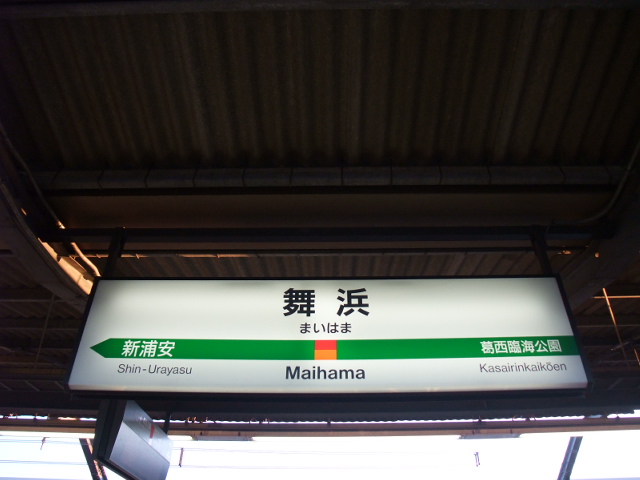 舞浜
まいはま
新浦安
葛西臨海公園
Shin-Urayasu
Maihama
Kasairinkaikōen